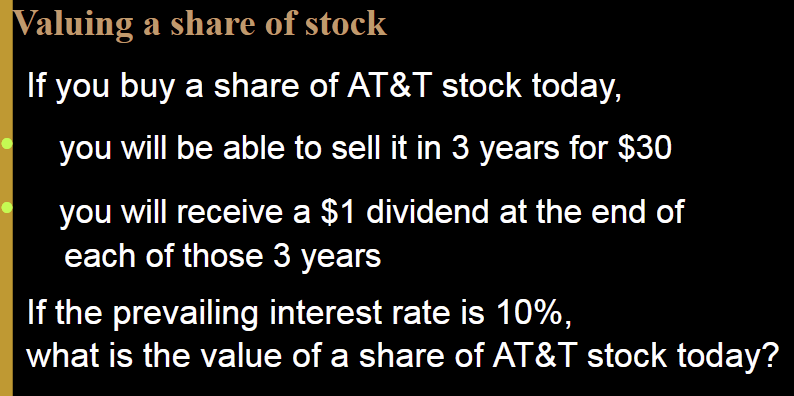 Valuing a share of stock
If you buy a share of AT&T stock today,
you will be able to sell it in 3 years for $30
you will receive a $1 dividend at the end of
each of those 3 years
If the prevailing interest rate is 10%,
what is the value of a share of AT&T stock today?